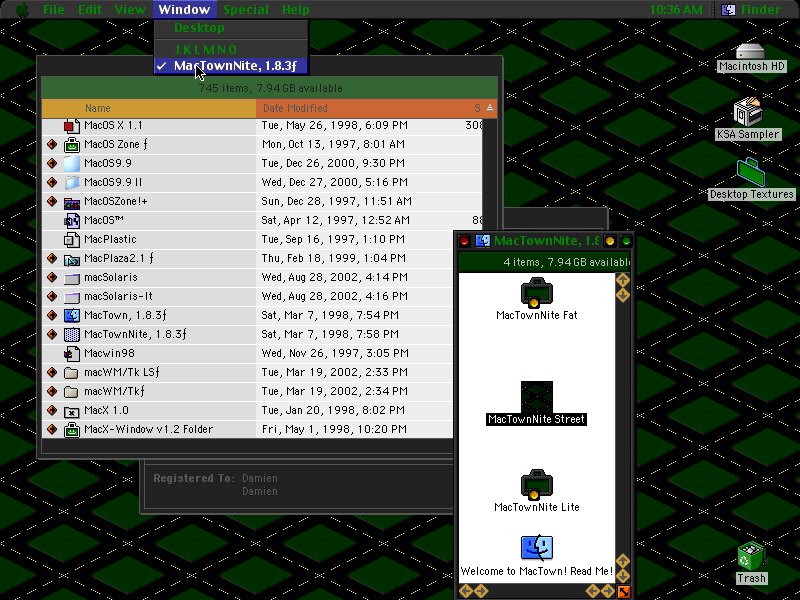 File Edit View Window Special Help 10:36 AM Finder
Desktop
J K L M N O
✓ MacTownNite, 1.8.3ƒ
745 items, 7.94 GB available
Name Date Modified S
MacOS X 1.1 Tue, May 26, 1998, 6:09 PM 308
MacOS Zone ƒ Mon, Oct 13, 1997, 8:01 AM
MacOS9.9 Tue, Dec 26, 2000, 9:30 PM
MacOS9.9 II Wed, Dec 27, 2000, 5:16 PM
MacOSZone!+ Sun, Dec 28, 1997, 11:51 AM
MacOS™ Sat, Apr 12, 1997, 12:52 AM 88
MacPlastic Tue, Sep 16, 1997, 1:10 PM
MacPlaza2.1 ƒ Thu, Feb 18, 1999, 1:04 PM
macSolaris Wed, Aug 28, 2002, 4:14 PM
macSolaris-lt Wed, Aug 28, 2002, 4:16 PM
MacTown, 1.8.3ƒ Sat, Mar 7, 1998, 7:54 PM
MacTownNite, 1.8.3ƒ Sat, Mar 7, 1998, 7:58 PM
Macwin98 Wed, Nov 26, 1997, 3:05 PM
macWM/Tk LSƒ Tue, Mar 19, 2002, 2:33 PM
macWM/Tkƒ Tue, Mar 19, 2002, 2:34 PM
MacX 1.0 Tue, Jan 20, 1998, 8:02 PM
MacX-Window v1.2 Folder Fri, May 1, 1998, 10:20 PM
Registered To: Damien
Damien
MacTownNite, 1.8
4 items, 7.94 GB available
MacTownNite Fat
MacTownNite Street
MacTownNite Lite
Welcome to MacTown! Read Me!
Macintosh HD
KSA Sampler
Desktop Textures
Trash